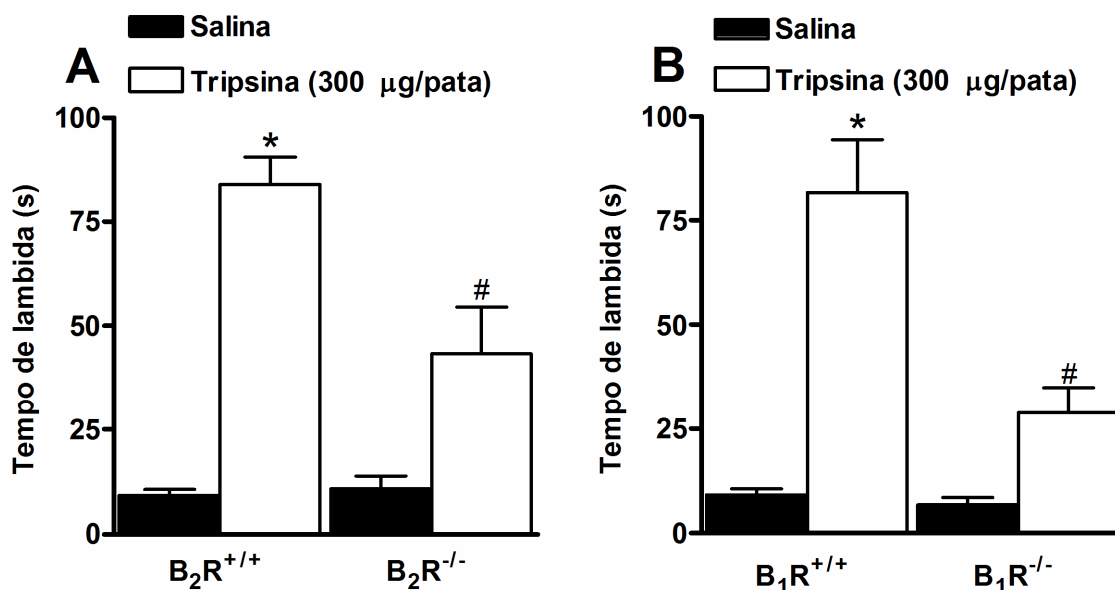 A
Salina
Tripsina (300 μg/pata)
Tempo de lambida (s)
100
75
50
25
0
*
#
B₂R⁺/⁺
B₂R⁻/⁻
B
Salina
Tripsina (300 μg/pata)
Tempo de lambida (s)
100
75
50
25
0
*
#
B₁R⁺/⁺
B₁R⁻/⁻